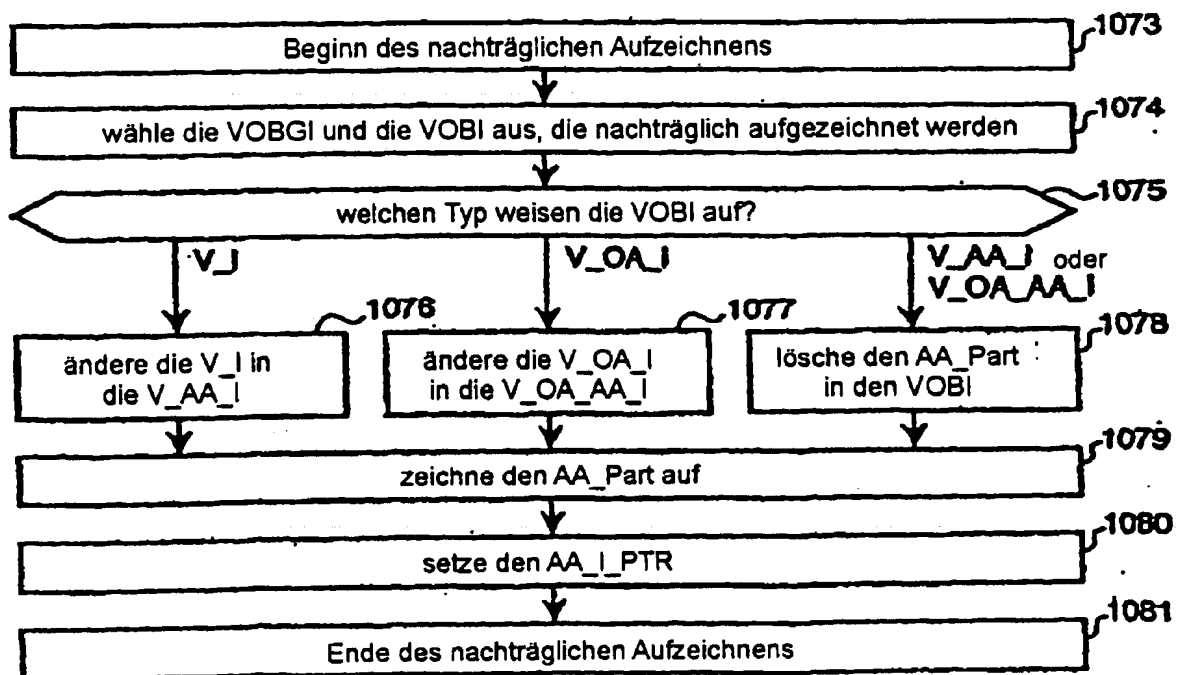 Beginn des nachträglichen Aufzeichnens
1073
wähle die VOBGI und die VOBI aus, die nachträglich aufgezeichnet werden
1074
welchen Typ weisen die VOBI auf?
1075
V_I
V_OA_I
V_AA_I oder
V_OA_AA_I
1076
ändere die V_I in
die V_AA_I
1077
ändere die V_OA_I
in die V_OA_AA_I
1078
lösche den AA_Part
in den VOBI
1079
zeichne den AA_Part auf
1080
setze den AA_I_PTR
1081
Ende des nachträglichen Aufzeichnens